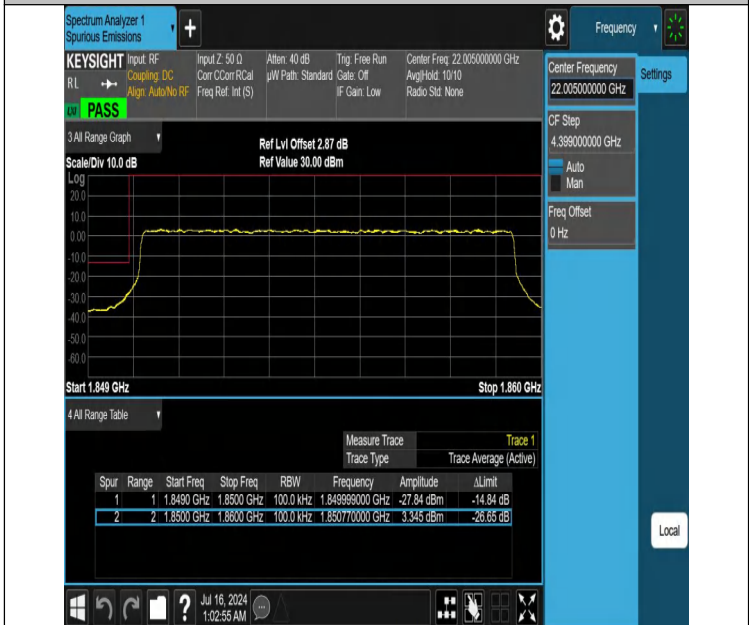 Spectrum Analyzer 1
Spurious Emissions
+
Frequency
KEYSIGHT Input: RF Input Z: 50 Ω Atten: 40 dB Trig: Free Run Center Freq: 22.005000000 GHz
RL Coupling: DC Corr CCorr RCal µW Path: Standard Gate: Off Avg|Hold: 10/10
Align: Auto/No RF Freq Ref: Int (S) IF Gain: Low Radio Std: None
PASS
Center Frequency
22.005000000 GHz
Settings
CF Step
4.399000000 GHz
Auto
Man
Freq Offset
0 Hz
3 All Range Graph
Ref Lvl Offset 2.87 dB
Scale/Div 10.0 dB Ref Value 30.00 dBm
Log
20.0
10.0
0.00
-10.0
-20.0
-30.0
-40.0
-50.0
-60.0
Start 1.849 GHz Stop 1.860 GHz
4 All Range Table
Measure Trace Trace 1
Trace Type Trace Average (Active)
Spur Range Start Freq Stop Freq RBW Frequency Amplitude ΔLimit
1 1 1.8490 GHz 1.8500 GHz 100.0 kHz 1.849999000 GHz -27.84 dBm -14.84 dB
2 2 1.8500 GHz 1.8600 GHz 100.0 kHz 1.850770000 GHz 3.345 dBm -26.65 dB
Local
? Jul 16, 2024
1:02:55 AM